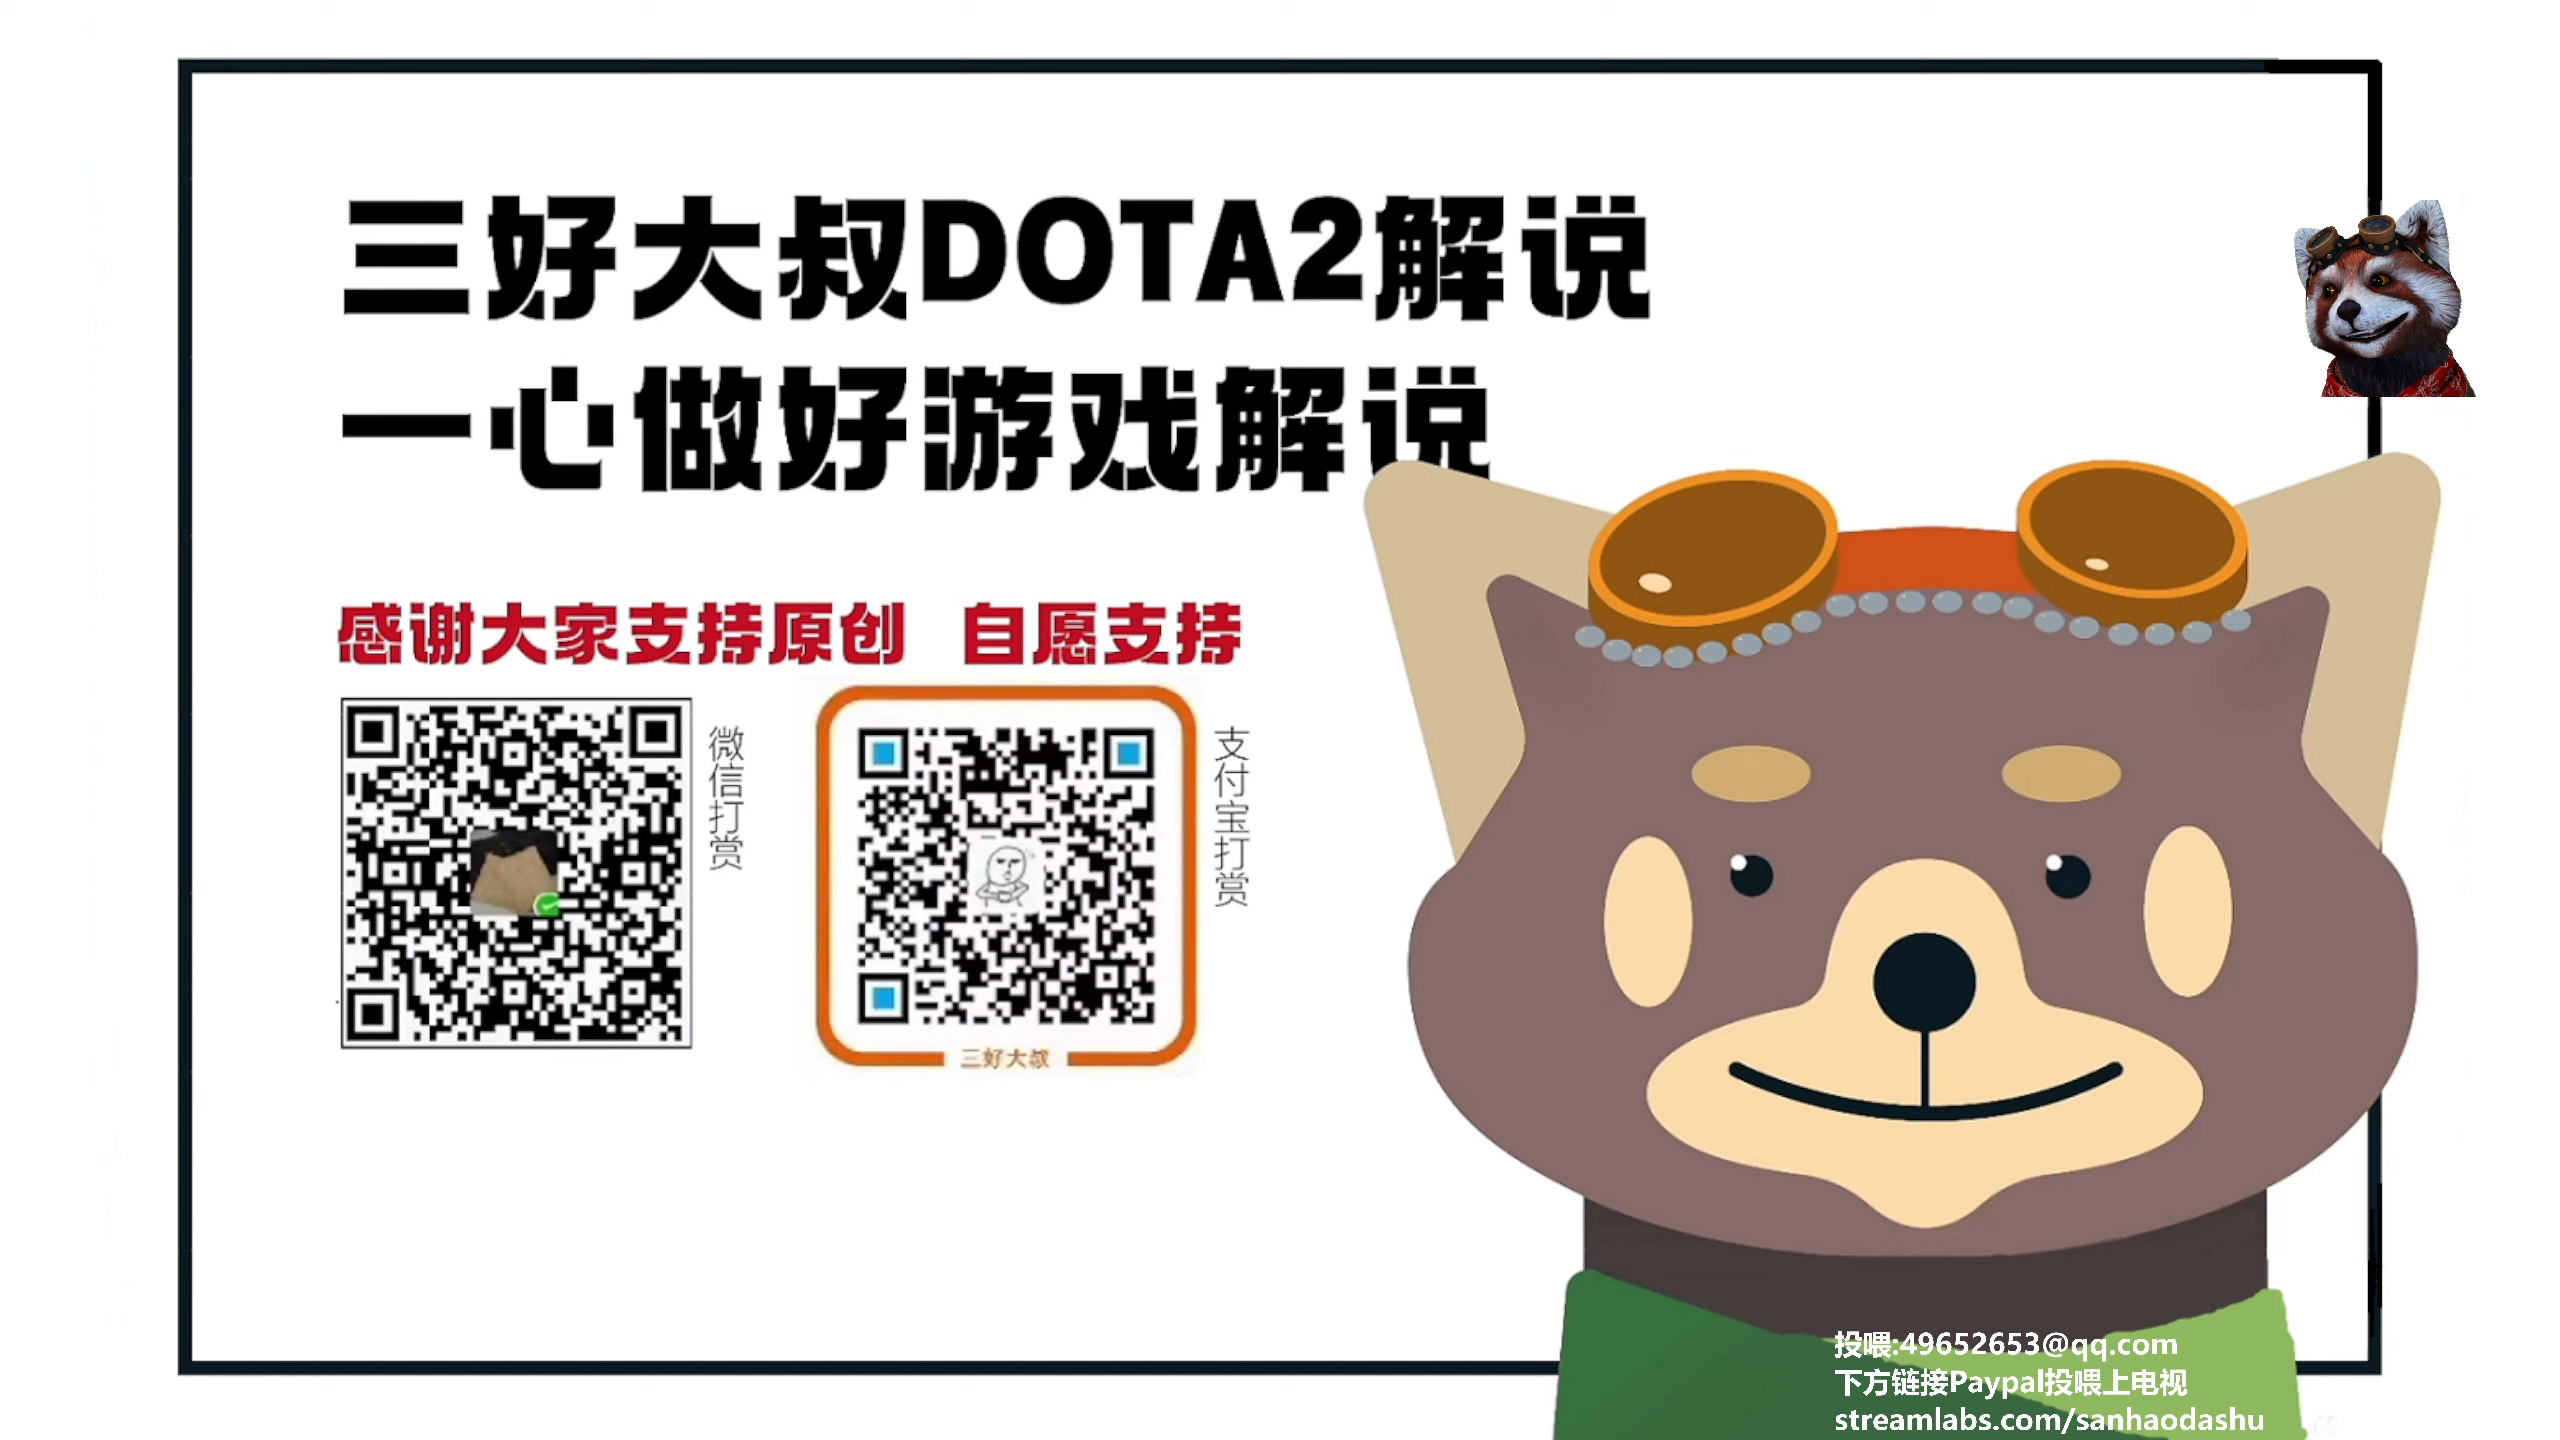 三好大叔DOTA2解说
一心做好游戏解说
感谢大家支持原创 自愿支持
微信打赏
支付宝打赏
三好大叔
投喂:49652653@qq.com
下方链接Paypal投喂上电视
streamlabs.com/sanhaodashu